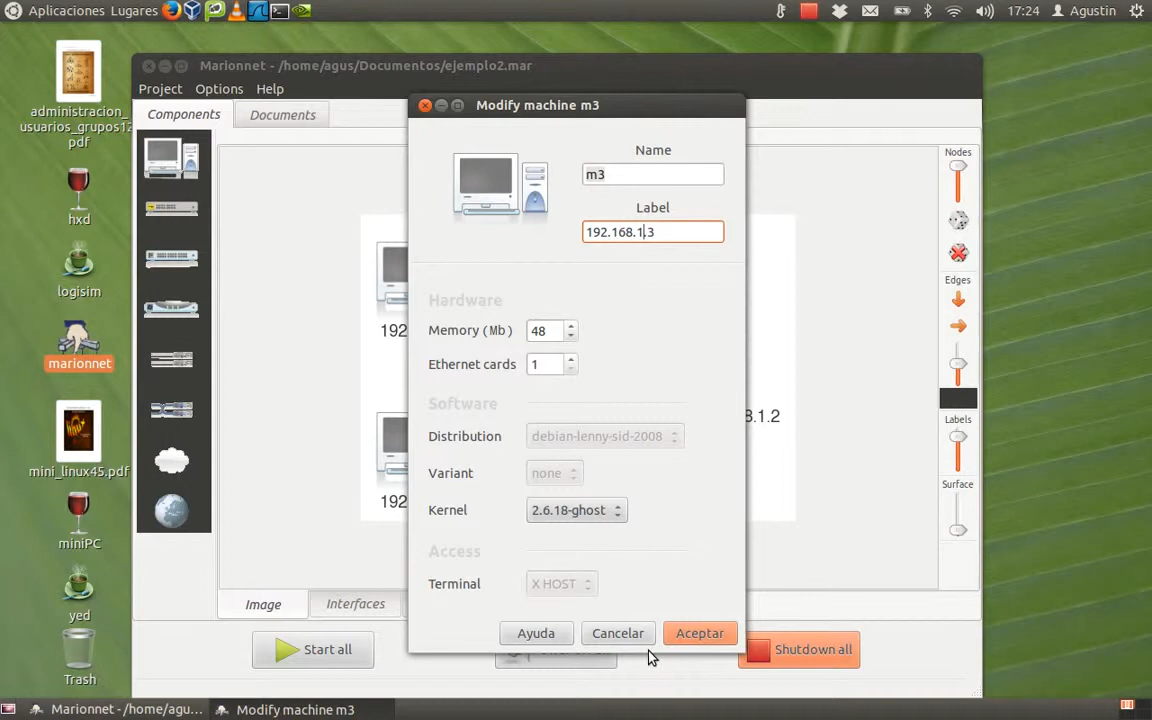 Aplicaciones Lugares
17:24
Agustin
administracion_
usuarios_grupos12
pdf
hxd
logisim
marionnet
mini_linux45.pdf
miniPC
yed
Trash
Marionnet - /home/agus/Documentos/ejemplo2.mar
Project Options Help
Components Documents
Modify machine m3
Name
m3
Label
192.168.1.3
Hardware
Memory (Mb) 48
Ethernet cards 1
Software
Distribution debian-lenny-sid-2008
Variant none
Kernel 2.6.18-ghost
Access
Terminal X HOST
Ayuda Cancelar Aceptar
192
192
8.1.2
Nodes
Edges
Labels
Surface
Image Interfaces
Start all
Shutdown all
Marionnet - /home/agu...
Modify machine m3